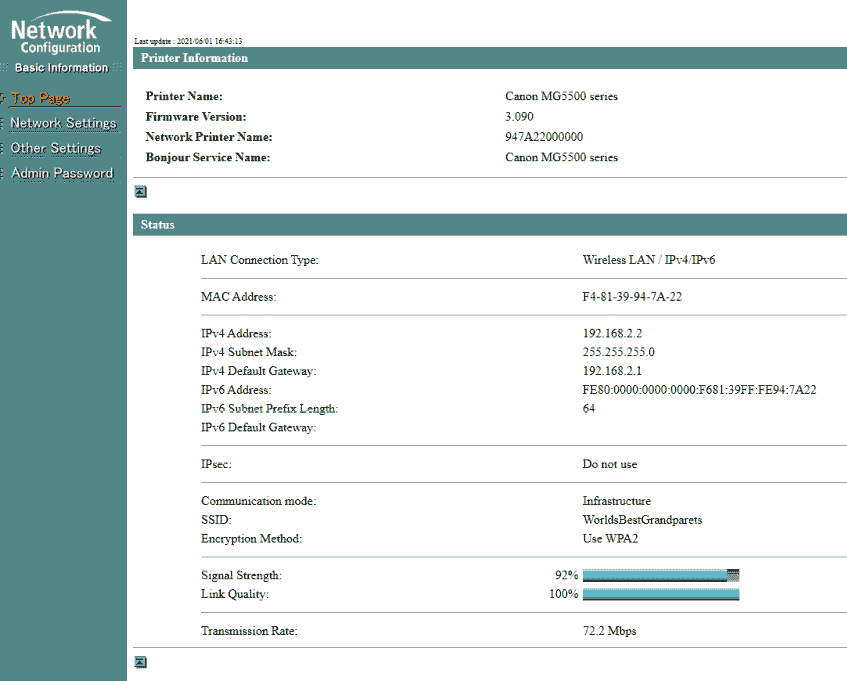 Network
Configuration
Basic Information
Top Page
Network Settings
Other Settings
Admin Password
Last update : 2021/06/01 16:43:13
Printer Information
Printer Name: Canon MG5500 series
Firmware Version: 3.090
Network Printer Name: 947A22000000
Bonjour Service Name: Canon MG5500 series
Status
LAN Connection Type: Wireless LAN / IPv4/IPv6
MAC Address: F4-81-39-94-7A-22
IPv4 Address: 192.168.2.2
IPv4 Subnet Mask: 255.255.255.0
IPv4 Default Gateway: 192.168.2.1
IPv6 Address: FE80:0000:0000:0000:F681:39FF:FE94:7A22
IPv6 Subnet Prefix Length: 64
IPv6 Default Gateway:
IPsec: Do not use
Communication mode: Infrastructure
SSID: WorldsBestGrandparets
Encryption Method: Use WPA2
Signal Strength: 92%
Link Quality: 100%
Transmission Rate: 72.2 Mbps